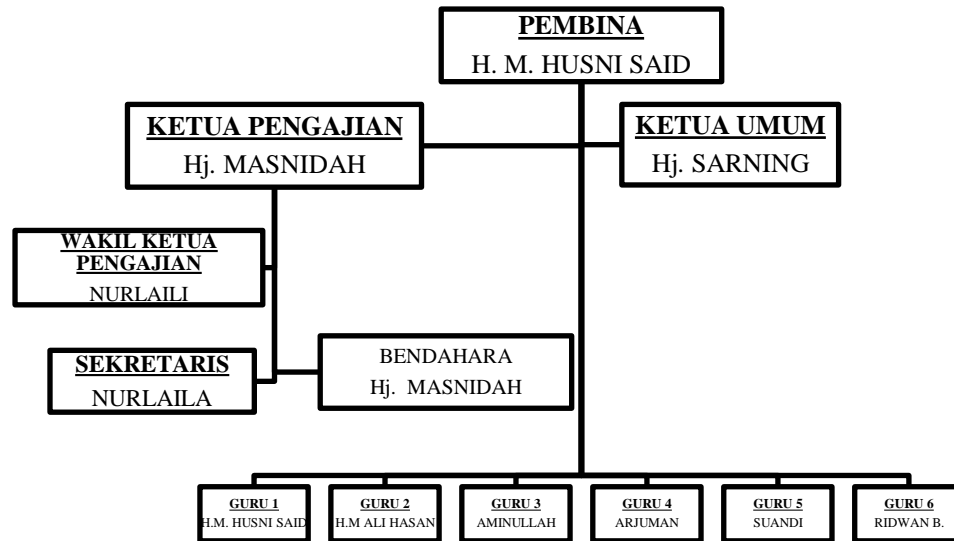 PEMBINA
H. M. HUSNI SAID
KETUA PENGAJIAN
Hj. MASNIDAH
KETUA UMUM
Hj. SARNING
WAKIL KETUA
PENGAJIAN
NURLAILI
SEKRETARIS
NURLAILA
BENDAHARA
Hj. MASNIDAH
GURU 1
H.M. HUSNI SAID
GURU 2
H.M ALI HASAN
GURU 3
AMINULLAH
GURU 4
ARJUMAN
GURU 5
SUANDI
GURU 6
RIDWAN B.